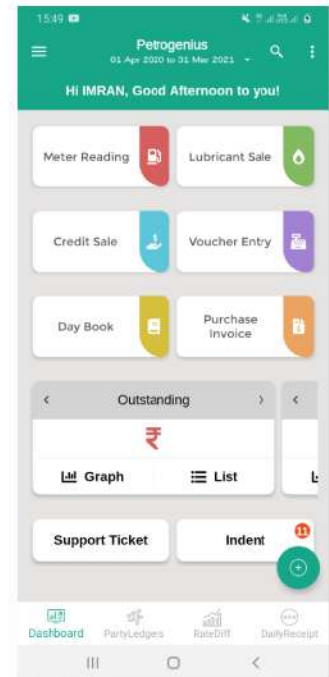 15:49
Petrogenius
01 Apr 2020 to 31 Mar 2021
Hi IMRAN, Good Afternoon to you!
Meter Reading
Lubricant Sale
Credit Sale
Voucher Entry
Day Book
Purchase
Invoice
< Outstanding >
<
₹
Graph
List
Support Ticket
Indent
11
Dashboard
PartyLedgers
RateDiff
DailyReceipt